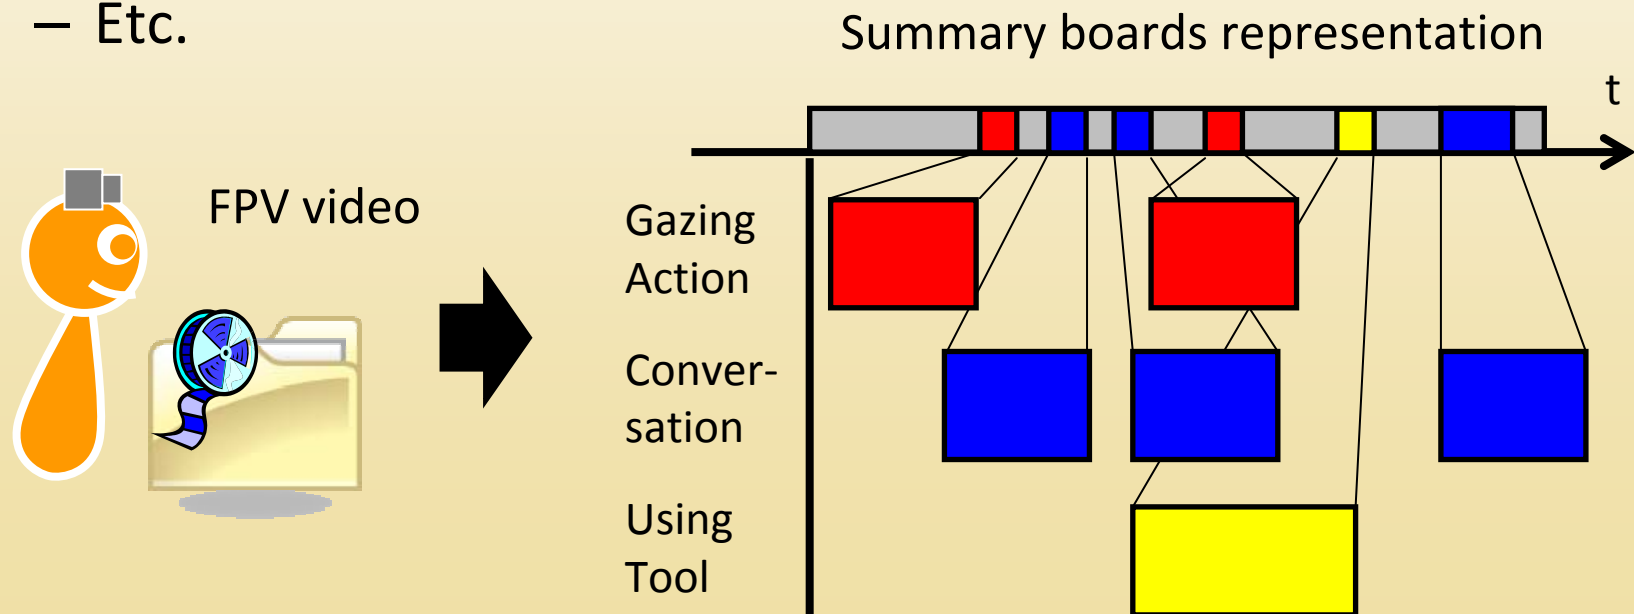 – Etc.
Summary boards representation
t
FPV video
Gazing
Action
Conver-
sation
Using
Tool